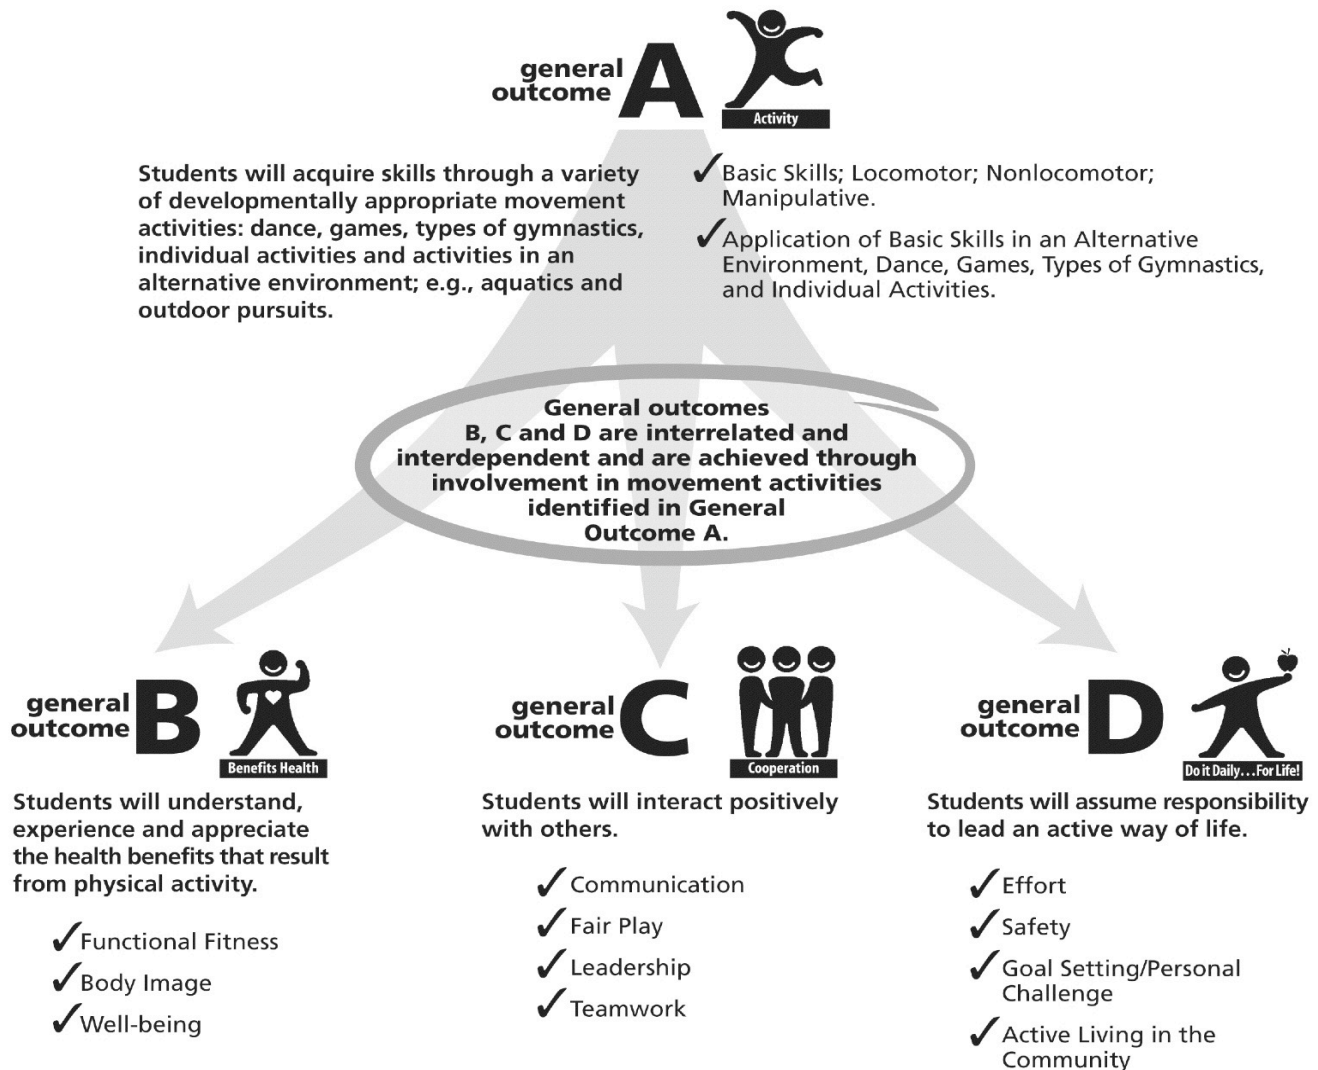 general
outcome A
Activity
Students will acquire skills through a variety
of developmentally appropriate movement
activities: dance, games, types of gymnastics,
individual activities and activities in an
alternative environment; e.g., aquatics and
outdoor pursuits.
✓ Basic Skills; Locomotor; Nonlocomotor;
Manipulative.
✓ Application of Basic Skills in an Alternative
Environment, Dance, Games, Types of Gymnastics,
and Individual Activities.
General outcomes
B, C and D are interrelated and
interdependent and are achieved through
involvement in movement activities
identified in General
Outcome A.
general
outcome B
Benefits Health
Students will understand,
experience and appreciate
the health benefits that result
from physical activity.
✓ Functional Fitness
✓ Body Image
✓ Well-being
general
outcome C
Cooperation
Students will interact positively
with others.
✓ Communication
✓ Fair Play
✓ Leadership
✓ Teamwork
general
outcome D
Do it Daily...For Life!
Students will assume responsibility
to lead an active way of life.
✓ Effort
✓ Safety
✓ Goal Setting/Personal
Challenge
✓ Active Living in the
Community